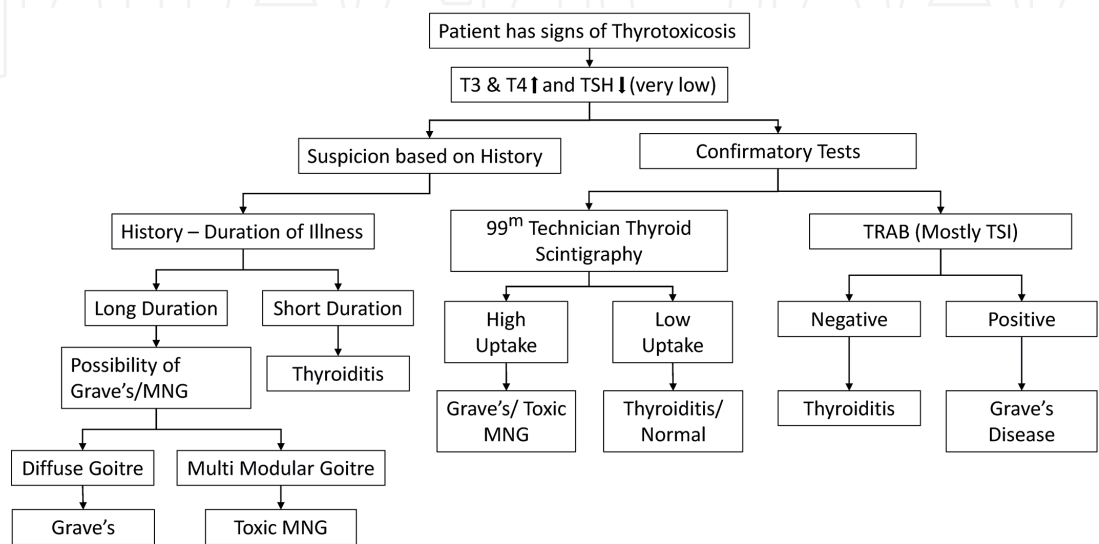 Patient has signs of Thyrotoxicosis
T3 & T4⬆and TSH⬇(very low)
Suspicion based on History
Confirmatory Tests
History – Duration of Illness
99m Technician Thyroid
Scintigraphy
TRAB (Mostly TSI)
Long Duration
Short Duration
High
Uptake
Low
Uptake
Negative
Positive
Possibility of
Grave's/MNG
Thyroiditis
Grave's/ Toxic
MNG
Thyroiditis/
Normal
Thyroiditis
Grave's
Disease
Diffuse Goitre
Multi Modular Goitre
Grave's
Toxic MNG